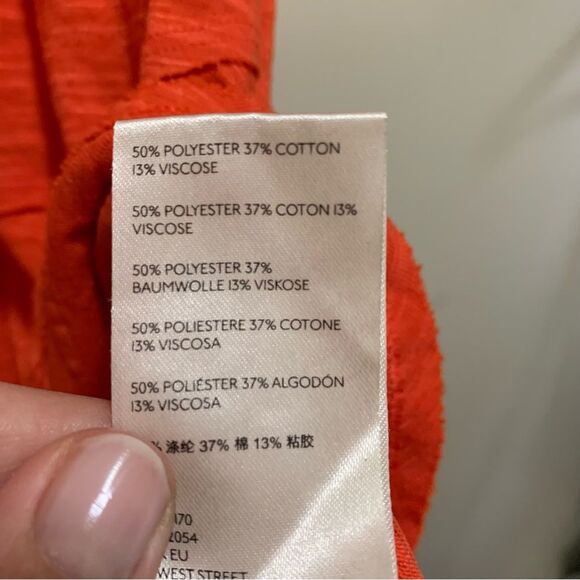 50% POLYESTER 37% COTTON
13% VISCOSE
50% POLYESTER 37% COTON 13%
VISCOSE
50% POLYESTER 37%
BAUMWOLLE 13% VISKOSE
50% POLIESTERE 37% COTONE
13% VISCOSA
50% POLIÉSTER 37% ALGODÓN
13% VISCOSA
% 涤纶 37% 棉 13% 粘胶
170
2054
EU
WEST STREET